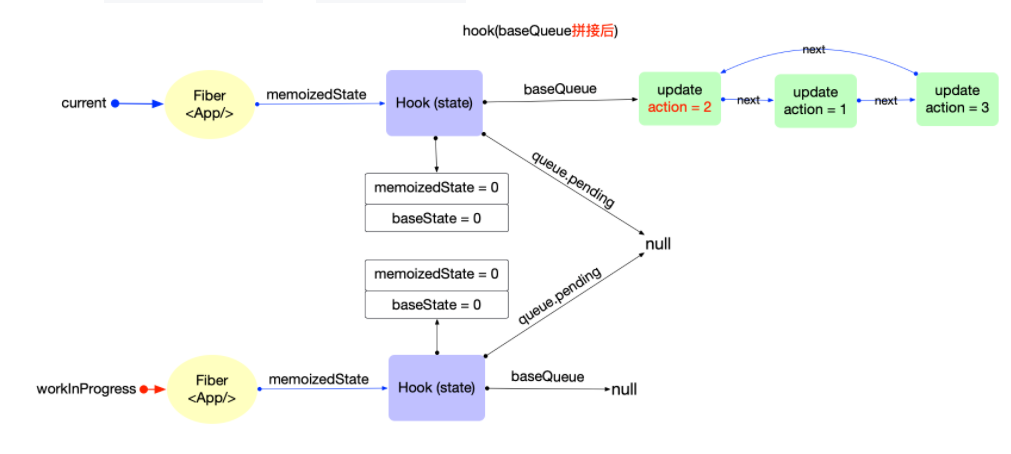 hook(baseQueue拼接后)
next
current
Fiber
<App/>
memoizedState
Hook (state)
baseQueue
update
action = 2
next
update
action = 1
next
update
action = 3
memoizedState = 0
baseState = 0
queue.pending
null
memoizedState = 0
baseState = 0
queue.pending
workInProgress
Fiber
<App/>
memoizedState
Hook (state)
baseQueue
null